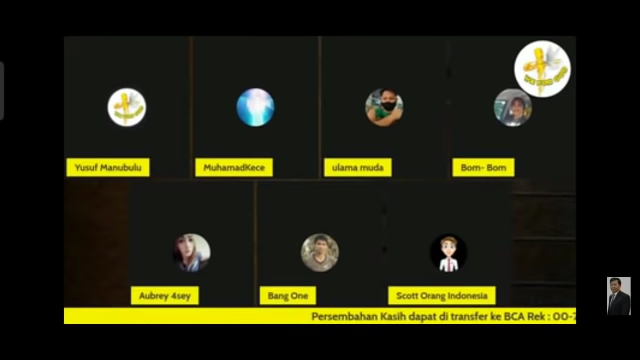 Yusuf Manubulu
MuhamadKece
ulama muda
Bom- Bom
Aubrey 4sey
Bang One
Scott Orang Indonesia
Persembahan Kasih dapat di transfer ke BCA Rek : 00-